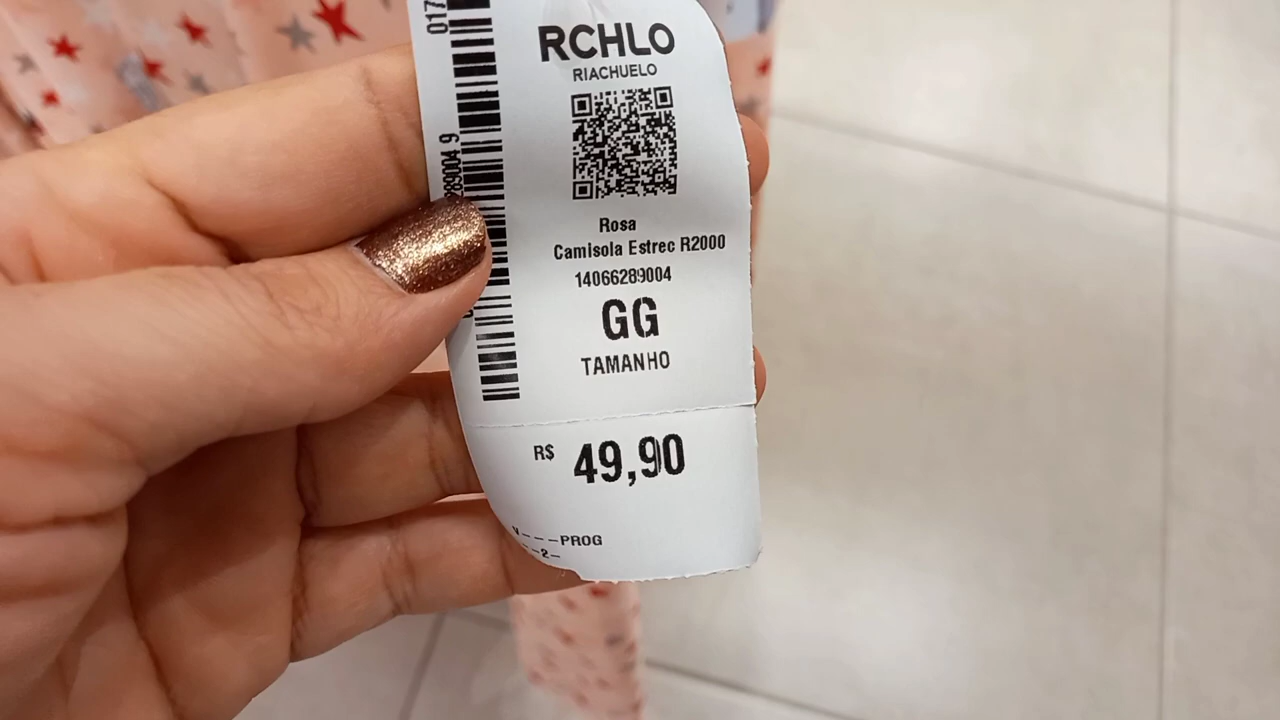 RCHLO
RIACHUELO
Rosa
Camisola Estrec R2000
14066289004
GG
TAMANHO
R$ 49,90
V---PROG
-2-
017
289004 9